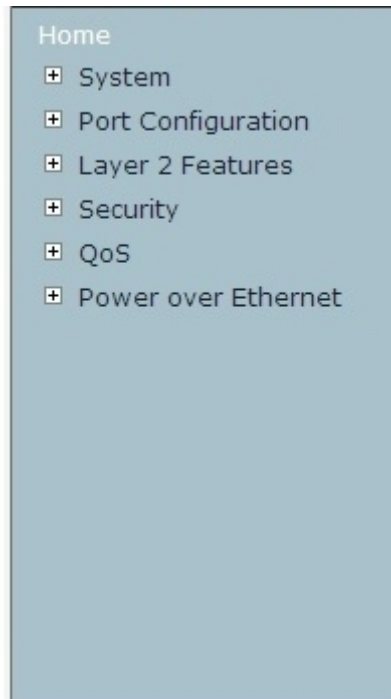 Home
System
Port Configuration
Layer 2 Features
Security
QoS
Power over Ethernet